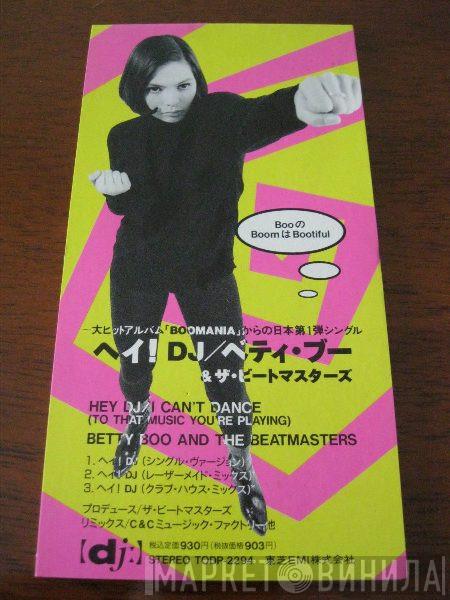 Booの
BoomはBootiful
大ヒットアルバム「BOOMANIA」からの日本第1弾シングル
ヘイ! DJ/ベティ・ブー
&ザ・ビートマスターズ
HEY DJ/I CAN'T DANCE
(TO THAT MUSIC YOU'RE PLAYING)
BETTY BOO AND THE BEATMASTERS
1. ヘイ! DJ (シングル・ヴァージョン)
2. ヘイ! DJ (レーザーメイド・ミックス)
3. ヘイ! DJ (クラブ・ハウス・ミックス)
プロデュース/ザ・ビートマスターズ
リミックス/C&Cミュージック・ファクトリー他
【dj:】 税込定価930円(税抜価格903円)
STEREO TODP-2294 東芝EMI株式会社
МАРКЕТ ВИНИЛА